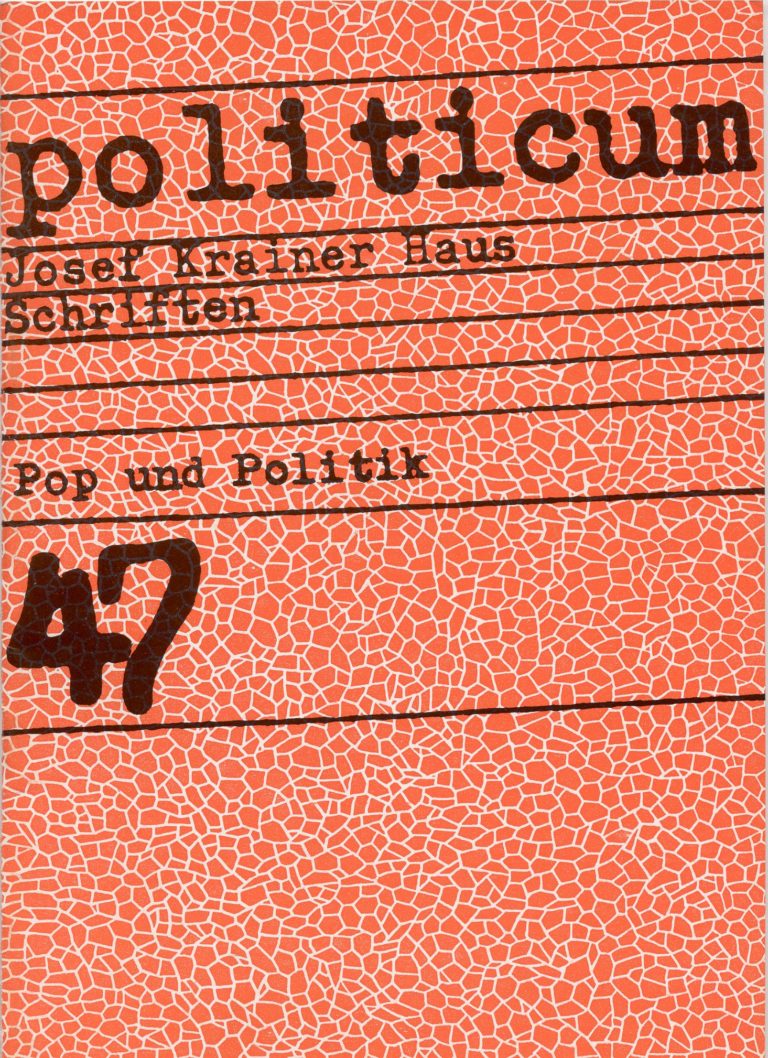 politicum
Josef Krainer Haus
Schriften
Pop und Politik
47